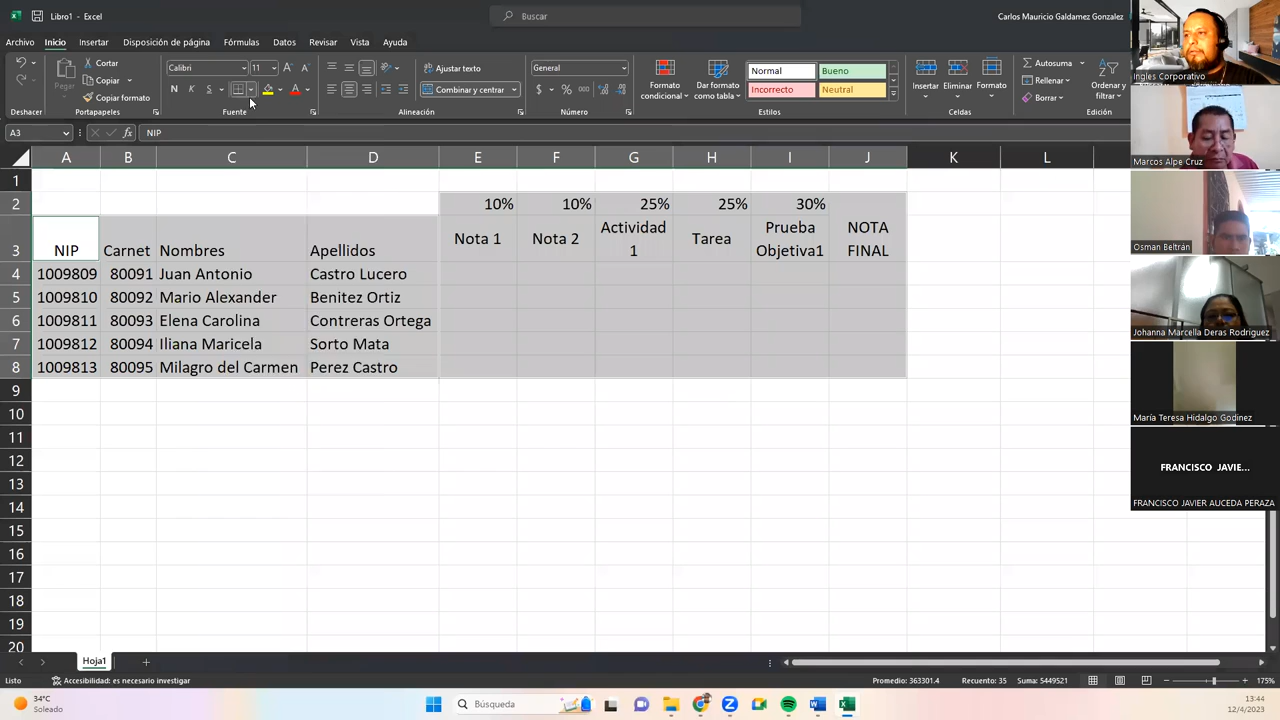 Libro1 - Excel
Buscar
Carlos Mauricio Galdamez Gonzalez
Archivo Inicio Insertar Disposición de página Fórmulas Datos Revisar Vista Ayuda
Cortar
Copiar
Copiar formato
Pegar
Deshacer
Portapapeles
Calibri 11
N K S
Fuente
Ajustar texto
Combinar y centrar
Alineación
General
$ % 000
Número
Formato condicional
Dar formato como tabla
Normal Bueno
Incorrecto Neutral
Estilos
Insertar Eliminar Formato
Celdas
Autosuma
Rellenar
Borrar
Ordenar y
Edición
A3 fx NIP
A B C D E F G H I J K L
1
2 10% 10% 25% 25% 30%
3 NIP Carnet Nombres Apellidos Nota 1 Nota 2 Actividad 1 Tarea Prueba Objetiva1 NOTA FINAL
4 1009809 80091 Juan Antonio Castro Lucero
5 1009810 80092 Mario Alexander Benitez Ortiz
6 1009811 80093 Elena Carolina Contreras Ortega
7 1009812 80094 Iliana Maricela Sorto Mata
8 1009813 80095 Milagro del Carmen Perez Castro
9
10
11
12
13
14
15
16
17
18
19
20
Hoja1
Listo Accesibilidad: es necesario investigar Promedio: 363301.4 Recuento: 35 Suma: 5449521 175%
34°C
Soleado
Búsqueda
13:44
12/4/2023
Ingles Corporativo
Marcos Alpe Cruz
Osman Beltrán
Johanna Marcella Deras Rodriguez
María Teresa Hidalgo Godinez
FRANCISCO JAVIE...
FRANCISCO JAVIER AUCEDA PERAZA